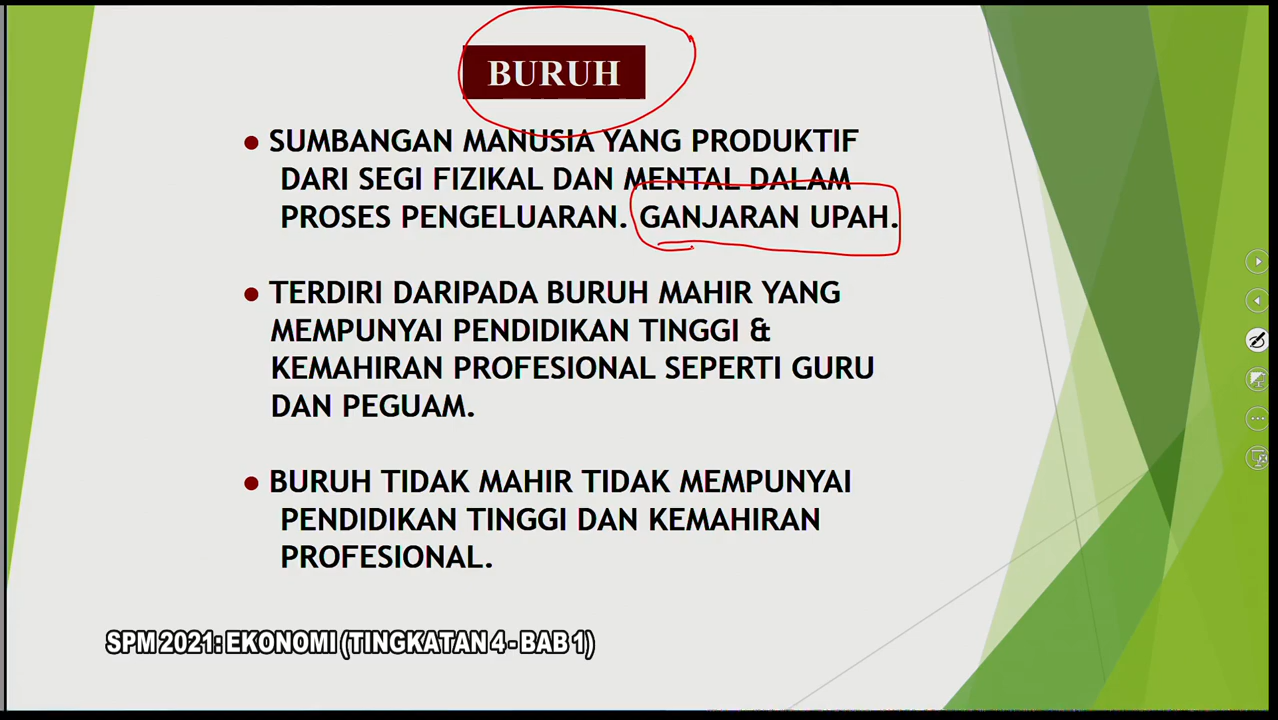 BURUH
SUMBANGAN MANUSIA YANG PRODUKTIF
DARI SEGI FIZIKAL DAN MENTAL DALAM
PROSES PENGELUARAN. GANJARAN UPAH.
TERDIRI DARIPADA BURUH MAHIR YANG
MEMPUNYAI PENDIDIKAN TINGGI &
KEMAHIRAN PROFESIONAL SEPERTI GURU
DAN PEGUAM.
BURUH TIDAK MAHIR TIDAK MEMPUNYAI
PENDIDIKAN TINGGI DAN KEMAHIRAN
PROFESIONAL.
SPM 2021: EKONOMI (TINGKATAN 4 - BAB 1)